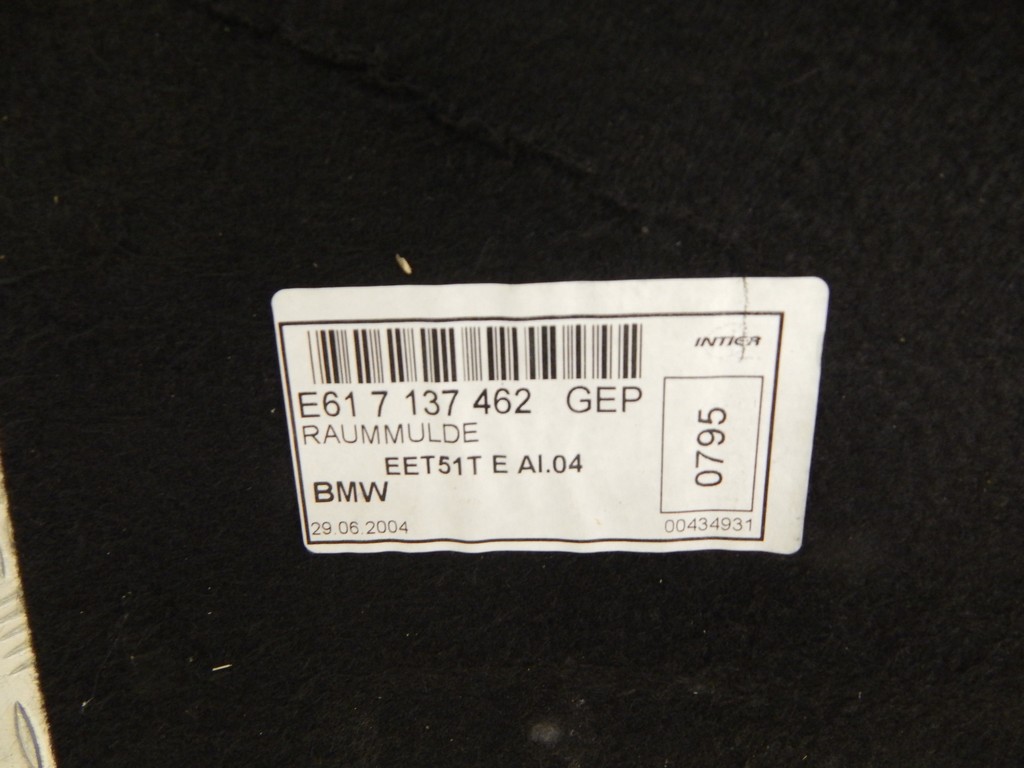 INTIER
E61 7 137 462 GEP
RAUMMULDE
EET51T E AI.04
BMW
0795
29.06.2004
00434931